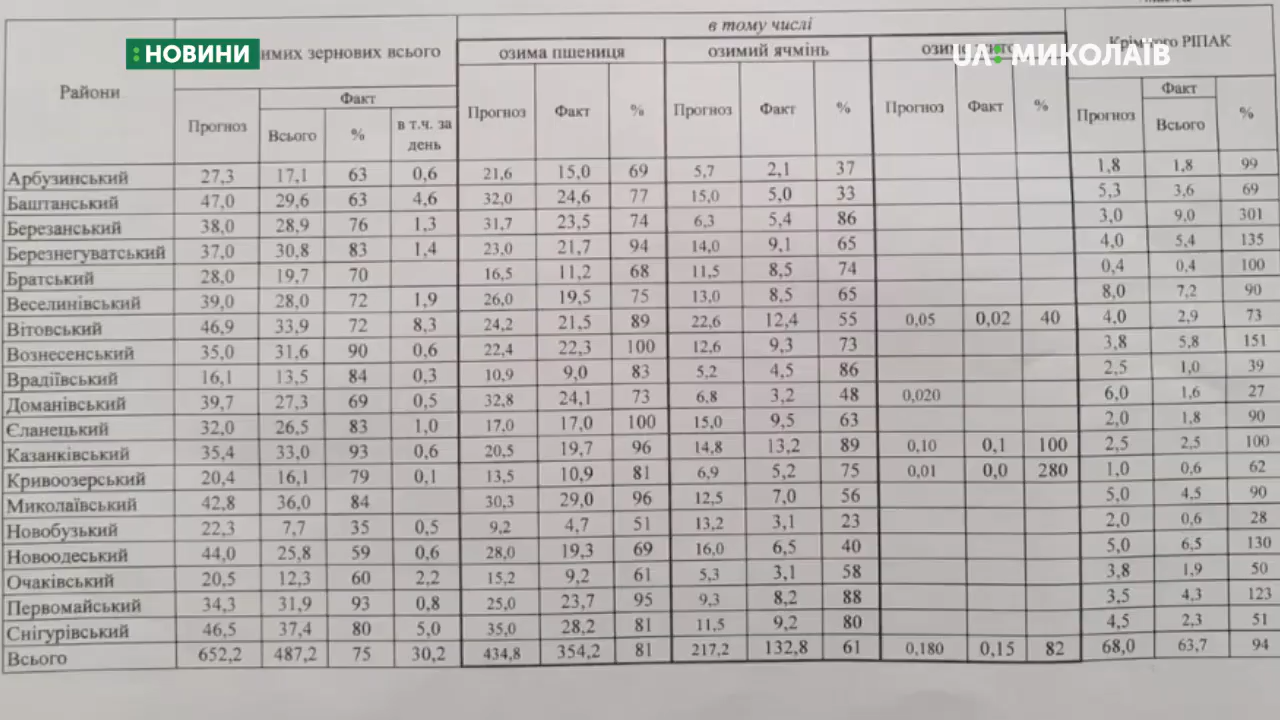 НОВИНИ
UA: МИКОЛАЇВ
в тому числі
зимих зернових всього
озима пшениця
озимий ячмінь
РІПАК
Райони
Прогноз
Факт
Всього
%
в т.ч. за
день
Прогноз Факт %
Прогноз Факт %
Прогноз Факт %
Прогноз
Факт
Всього
%
Арбузинський 27,3 17,1 63 0,6 21,6 15,0 69 5,7 2,1 37 1,8 1,8 99
Баштанський 47,0 29,6 63 4,6 32,0 24,6 77 15,0 5,0 33 5,3 3,6 69
Березанський 38,0 28,9 76 1,3 31,7 23,5 74 6,3 5,4 86 3,0 9,0 301
Березнегуватський 37,0 30,8 83 1,4 23,0 21,7 94 14,0 9,1 65 4,0 5,4 135
Братський 28,0 19,7 70 16,5 11,2 68 11,5 8,5 74 0,4 0,4 100
Веселинівський 39,0 28,0 72 1,9 26,0 19,5 75 13,0 8,5 65 8,0 7,2 90
Вітовський 46,9 33,9 72 8,3 24,2 21,5 89 22,6 12,4 55 0,05 0,02 40 4,0 2,9 73
Вознесенський 35,0 31,6 90 0,6 22,4 22,3 100 12,6 9,3 73 3,8 5,8 151
Врадіївський 16,1 13,5 84 0,3 10,9 9,0 83 5,2 4,5 86 2,5 1,0 39
Доманівський 39,7 27,3 69 0,5 32,8 24,1 73 6,8 3,2 48 0,020 6,0 1,6 27
Єланецький 32,0 26,5 83 1,0 17,0 17,0 100 15,0 9,5 63 2,0 1,8 90
Казанківський 35,4 33,0 93 0,6 20,5 19,7 96 14,8 13,2 89 0,10 0,1 100 2,5 2,5 100
Кривоозерський 20,4 16,1 79 0,1 13,5 10,9 81 6,9 5,2 75 0,01 0,0 280 1,0 0,6 62
Миколаївський 42,8 36,0 84 30,3 29,0 96 12,5 7,0 56 5,0 4,5 90
Новобузький 22,3 7,7 35 0,5 9,2 4,7 51 13,2 3,1 23 2,0 0,6 28
Новоодеський 44,0 25,8 59 0,6 28,0 19,3 69 16,0 6,5 40 5,0 6,5 130
Очаківський 20,5 12,3 60 2,2 15,2 9,2 61 5,3 3,1 58 3,8 1,9 50
Первомайський 34,3 31,9 93 0,8 25,0 23,7 95 9,3 8,2 88 3,5 4,3 123
Снігурівський 46,5 37,4 80 5,0 35,0 28,2 81 11,5 9,2 80 4,5 2,3 51
Всього 652,2 487,2 75 30,2 434,8 354,2 81 217,2 132,8 61 0,180 0,15 82 68,0 63,7 94